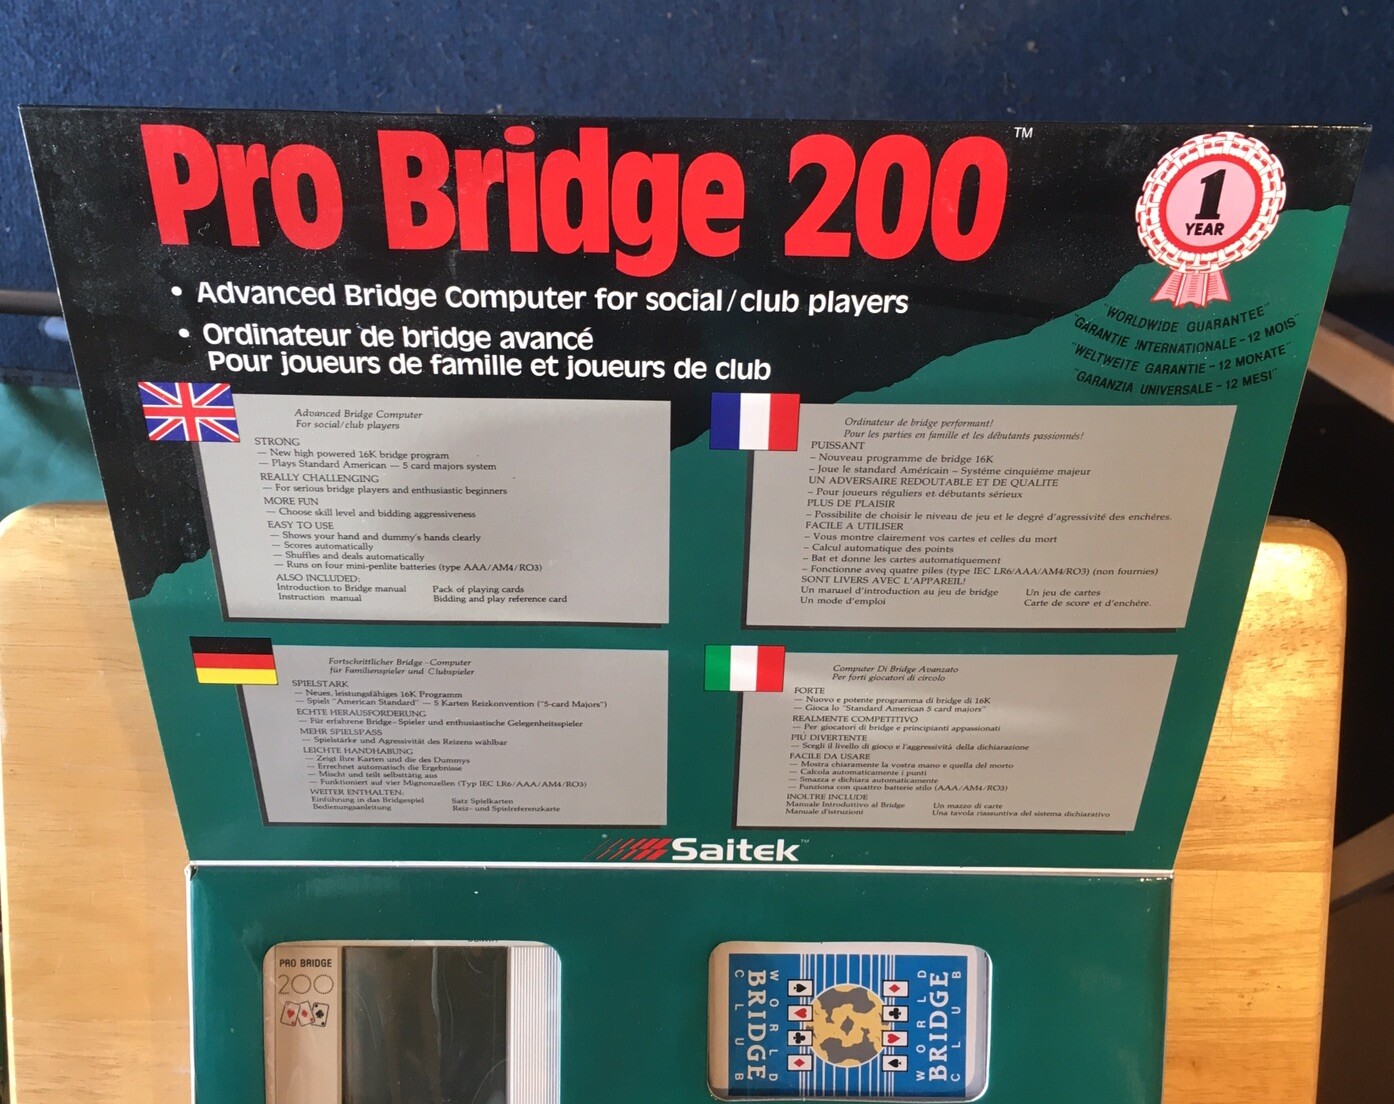 Pro Bridge 200™
1
YEAR
"WORLDWIDE GUARANTEE"
"GARANTIE INTERNATIONALE - 12 MOIS"
"WELTWEITE GARANTIE - 12 MONATE"
"GARANZIA UNIVERSALE - 12 MESI"
• Advanced Bridge Computer for social/club players
• Ordinateur de bridge avancé
Pour joueurs de famille et joueurs de club
Advanced Bridge Computer
For social/club players
STRONG
— New high powered 16K bridge program
— Plays Standard American — 5 card majors system
REALLY CHALLENGING
— For serious bridge players and enthusiastic beginners
MORE FUN
— Choose skill level and bidding aggressiveness
EASY TO USE
— Shows your hand and dummy's hands clearly
— Scores automatically
— Shuffles and deals automatically
— Runs on four mini-penlite batteries (type AAA/AM4/RO3)
ALSO INCLUDED:
Introduction to Bridge manual Pack of playing cards
Instruction manual Bidding and play reference card
Ordinateur de bridge performant!
Pour les parties en famille et les débutants passionnés!
PUISSANT
– Nouveau programme de bridge 16K
– Joue le standard Américain – Systéme cinquiéme majeur
UN ADVERSAIRE REDOUTABLE ET DE QUALITE
– Pour joueurs réguliers et débutants sérieux
PLUS DE PLAISIR
– Possibilite de choisir le niveau de jeu et le degré d'agressivité des enchéres.
FACILE A UTILISER
– Vous montre clairement vos cartes et celles du mort
– Calcul automatique des points
– Bat et donne les cartes automatiquement
– Fonctionne aveq quatre piles (type IEC LR6/AAA/AM4/RO3) (non fournies)
SONT LIVERS AVEC L'APPAREIL!
Un manuel d'introduction au jeu de bridge Un jeu de cartes
Un mode d'emploi Carte de score et d'enchére.
Fortschrittlicher Bridge-Computer
für Familienspieler und Clubspieler
SPIELSTARK
— Neues, leistungsfähiges 16K Programm
— Spielt "American Standard" — 5 Karten Reizkonvention ("5-card Majors")
ECHTE HERAUSFORDERUNG
— Für erfahrene Bridge-Spieler und enthusiastische Gelegenheitsspieler
MEHR SPIELSPASS
— Spielstärke und Agressivität des Reizens wählbar
LEICHTE HANDHABUNG
— Zeigt Ihre Karten und die des Dummys
— Errechnet automatisch die Ergebnisse
— Mischt und teilt selbsttätig aus
— Funktioniert auf vier Mignonzellen (Typ IEC LR6/AAA/AM4/RO3)
WEITER ENTHALTEN:
Einführung in das Bridgespiel Satz Spielkarten
Bedienungsanleitung Reiz- und Spielreferenzkarte
Computer Di Bridge Avanzato
Per forti giocatori di circolo
FORTE
— Nuovo e potente programma di bridge di 16K
— Gioca lo "Standard American 5 card majors"
REALMENTE COMPETITIVO
— Per giocatori di bridge e principianti appassionati
PIÚ DIVERTENTE
— Scegli il livello di gioco e l'aggressività della dichiarazione
FACILE DA USARE
— Mostra chiaramente la vostra mano e quella del morto
— Calcola automaticamente i punti
— Smazza e dichiara automaticamente
— Funziona con quattro batterie stilo (AAA/AM4/RO3)
INOLTRE INCLUDE
Manuale Introduttivo al Bridge Un mazzo di carte
Manuale d'istruzioni Una tavola riassuntiva del sistema dichiarativo
Saitek™
PRO BRIDGE
200
WORLD
BRIDGE
CLUB
WORLD
BRIDGE
CLUB